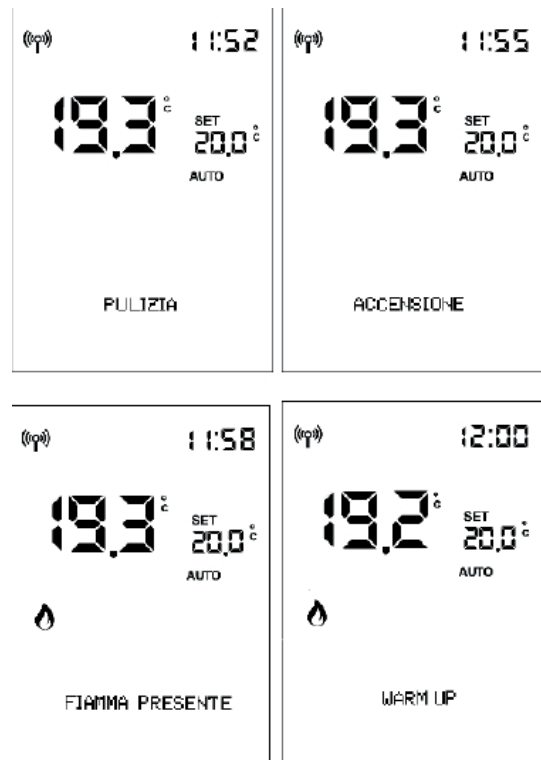 11:52
19.3 °c
SET
20.0 °c
AUTO
PULIZIA
11:55
19.3 °c
SET
20.0 °c
AUTO
ACCENSIONE
11:58
19.3 °c
SET
20.0 °c
AUTO
FIAMMA PRESENTE
12:00
19.2 °c
SET
20.0 °c
AUTO
WARM UP